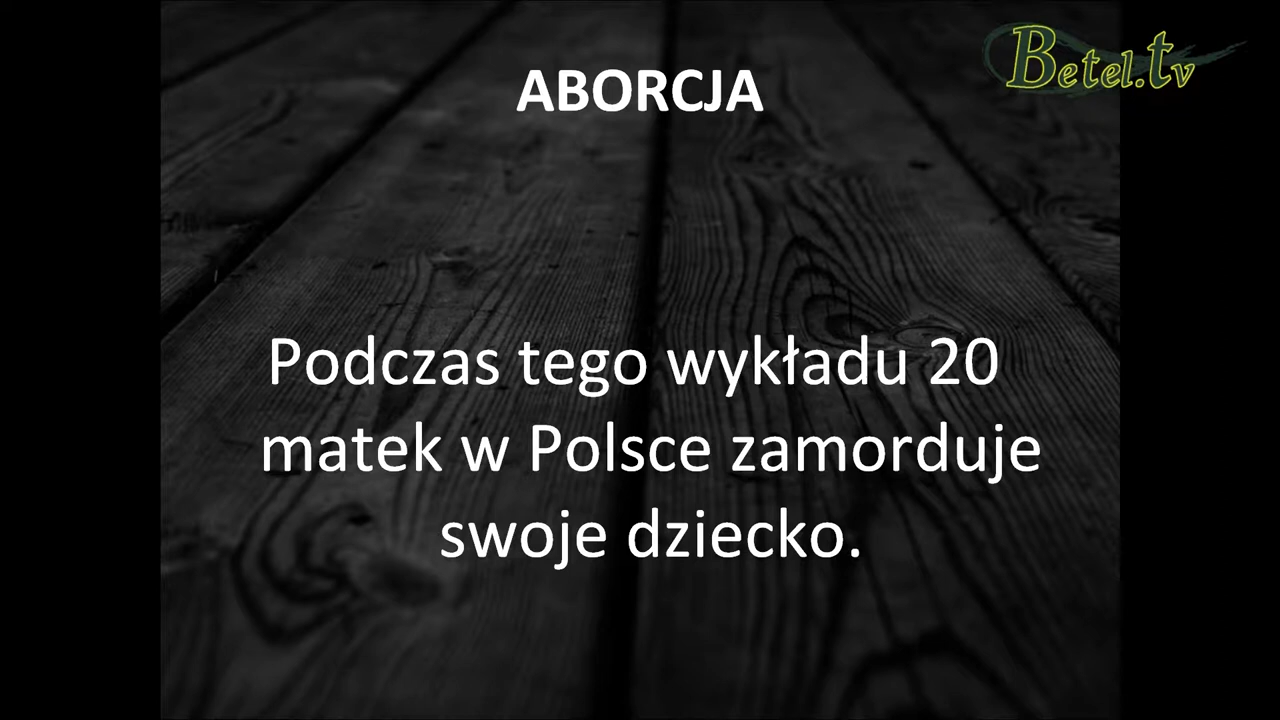 Betel.tv
ABORCJA
Podczas tego wykładu 20
matek w Polsce zamorduje
swoje dziecko.